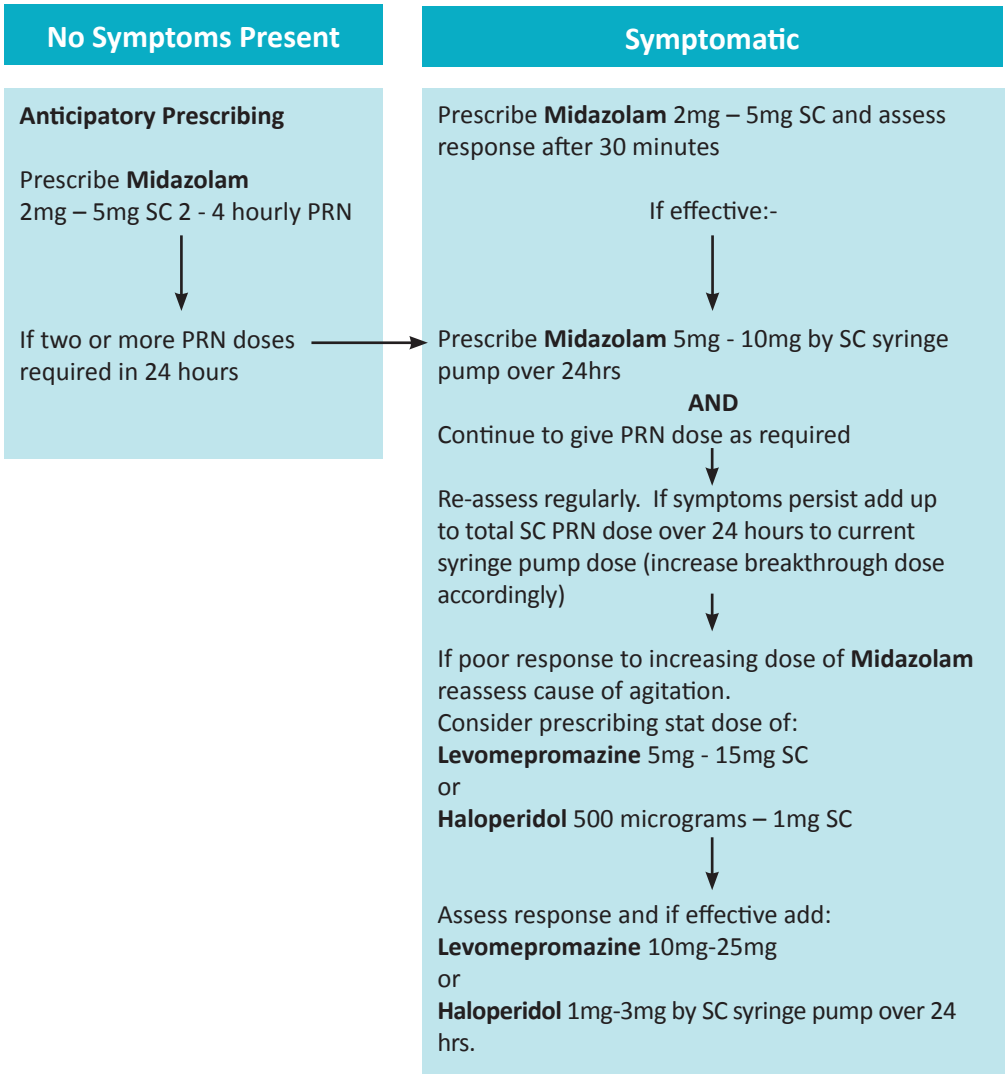 No Symptoms Present
Anticipatory Prescribing
Prescribe Midazolam
2mg – 5mg SC 2 - 4 hourly PRN
If two or more PRN doses
required in 24 hours
Symptomatic
Prescribe Midazolam 2mg – 5mg SC and assess
response after 30 minutes
If effective:-
Prescribe Midazolam 5mg - 10mg by SC syringe
pump over 24hrs
AND
Continue to give PRN dose as required
Re-assess regularly.  If symptoms persist add up
to total SC PRN dose over 24 hours to current
syringe pump dose (increase breakthrough dose
accordingly)
If poor response to increasing dose of Midazolam
reassess cause of agitation.
Consider prescribing stat dose of:
Levomepromazine 5mg - 15mg SC
or
Haloperidol 500 micrograms – 1mg SC
Assess response and if effective add:
Levomepromazine 10mg-25mg
or
Haloperidol 1mg-3mg by SC syringe pump over 24
hrs.